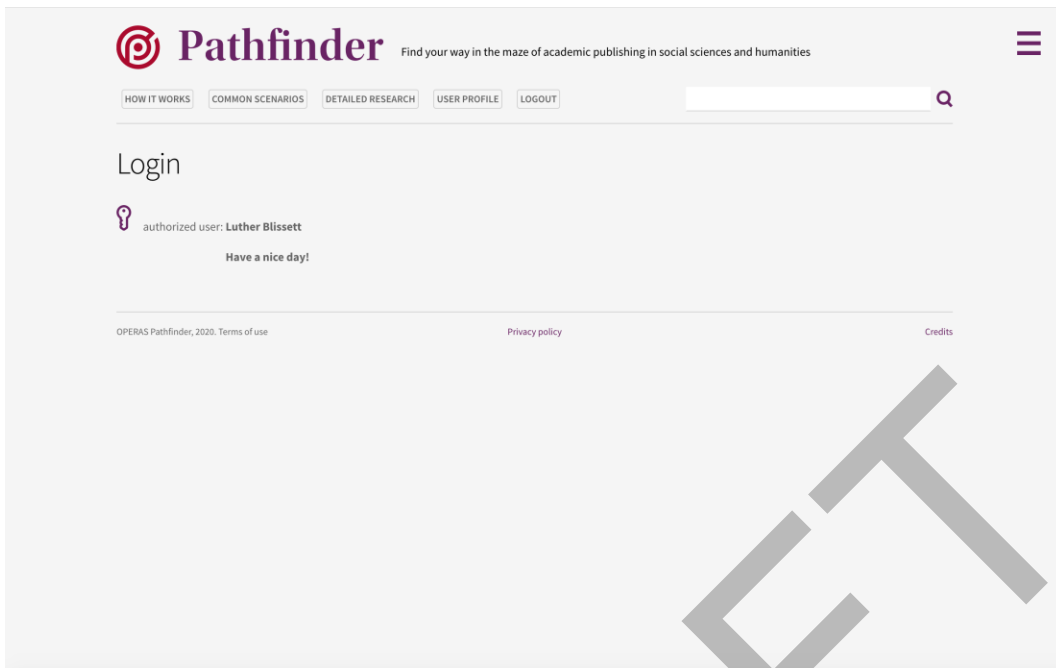 Pathfinder Find your way in the maze of academic publishing in social sciences and humanities
HOW IT WORKS COMMON SCENARIOS DETAILED RESEARCH USER PROFILE LOGOUT
Login
authorized user: Luther Blissett
Have a nice day!
OPERAS Pathfinder, 2020. Terms of use Privacy policy Credits